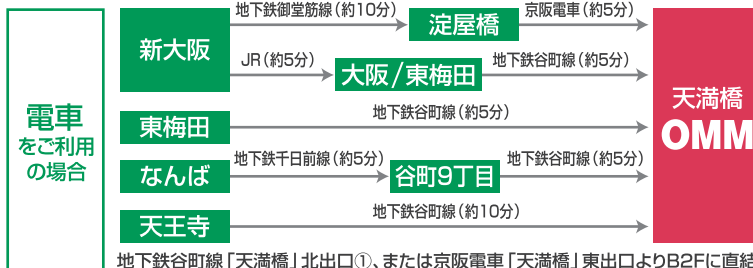 電車
をご利用
の場合
新大阪
地下鉄御堂筋線（約10分）
淀屋橋
京阪電車（約5分）
JR（約5分）
大阪/東梅田
地下鉄谷町線（約5分）
東梅田
地下鉄谷町線（約5分）
なんば
地下鉄千日前線（約5分）
谷町9丁目
地下鉄谷町線（約5分）
天王寺
地下鉄谷町線（約10分）
天満橋
OMM
地下鉄谷町線「天満橋」北出口①、または京阪電車「天満橋」東出口よりB2Fに直結